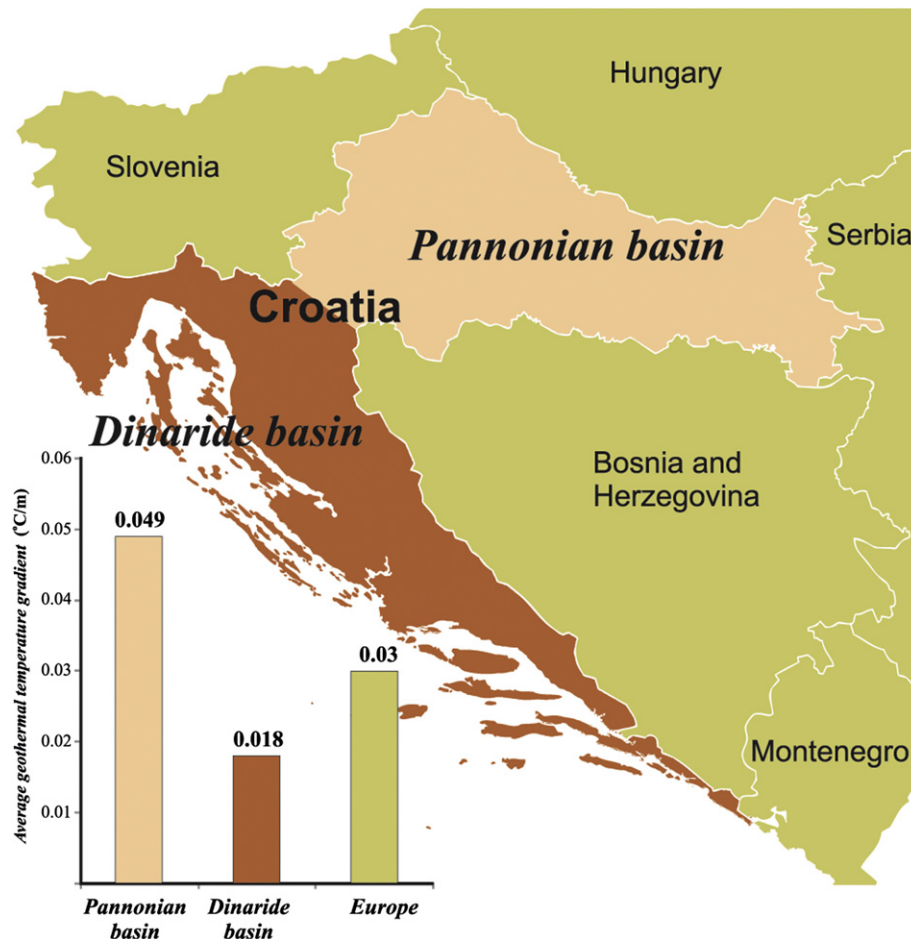 Hungary
Slovenia
Serbia
Pannonian basin
Croatia
Dinaride basin
Bosnia and
Herzegovina
Montenegro
Average geothermal temperature gradient (°C/m)
0.06
0.05
0.04
0.03
0.02
0.01
0.049
0.018
0.03
Pannonian
basin
Dinaride
basin
Europe